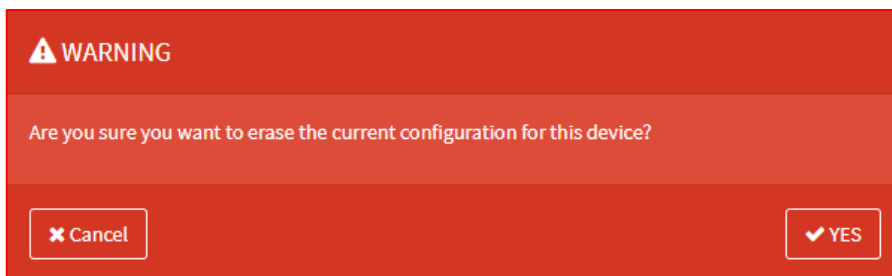 WARNING
Are you sure you want to erase the current configuration for this device?
Cancel
YES